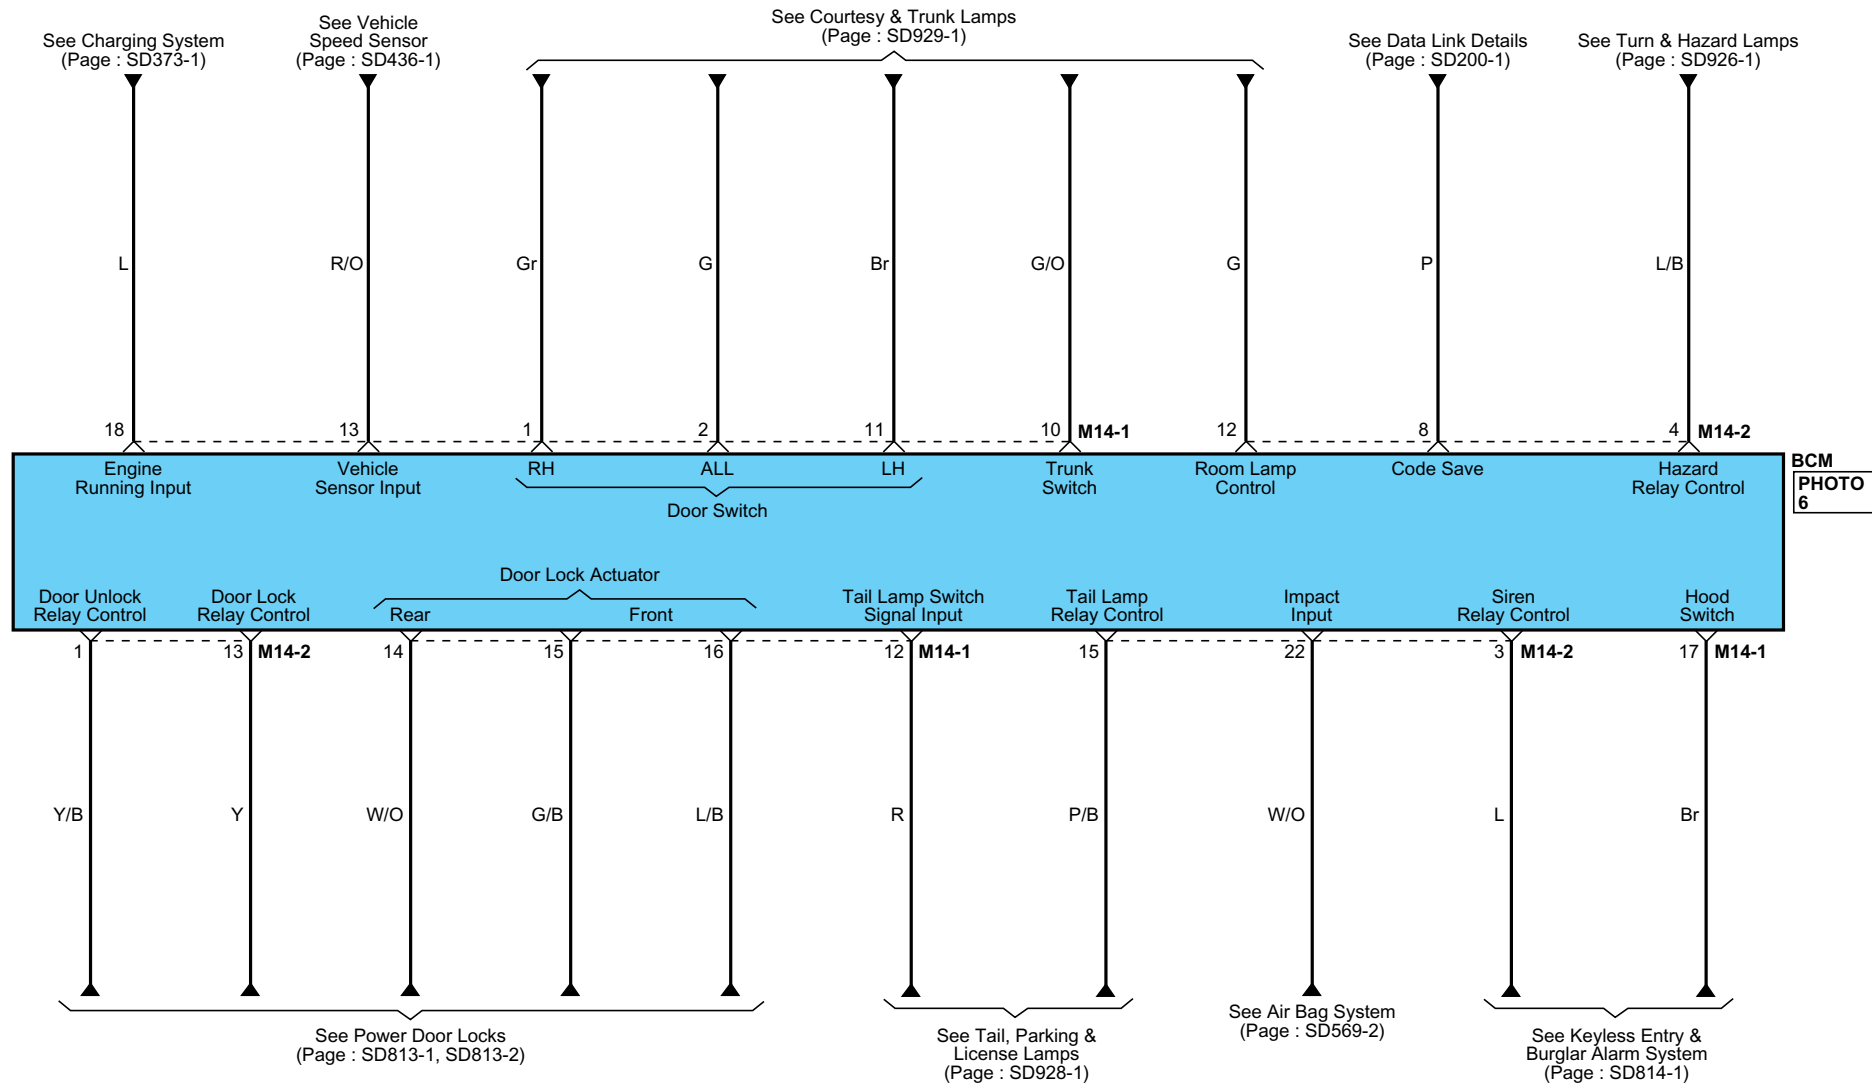 See Charging System
(Page : SD373-1)
See Vehicle
Speed Sensor
(Page : SD436-1)
See Courtesy & Trunk Lamps
(Page : SD929-1)
See Data Link Details
(Page : SD200-1)
See Turn & Hazard Lamps
(Page : SD926-1)
L
R/O
Gr
G
Br
G/O
G
P
L/B
18
13
1
2
11
10
M14-1
12
8
4
M14-2
Engine
Running Input
Vehicle
Sensor Input
RH
ALL
LH
Door Switch
Trunk
Switch
Room Lamp
Control
Code Save
Hazard
Relay Control
BCM
PHOTO
6
Door Unlock
Relay Control
Door Lock
Relay Control
Door Lock Actuator
Rear
Front
Tail Lamp Switch
Signal Input
Tail Lamp
Relay Control
Impact
Input
Siren
Relay Control
Hood
Switch
1
13
M14-2
14
15
16
12
M14-1
15
22
3
M14-2
17
M14-1
Y/B
Y
W/O
G/B
L/B
R
P/B
W/O
L
Br
See Power Door Locks
(Page : SD813-1, SD813-2)
See Tail, Parking &
License Lamps
(Page : SD928-1)
See Air Bag System
(Page : SD569-2)
See Keyless Entry &
Burglar Alarm System
(Page : SD814-1)